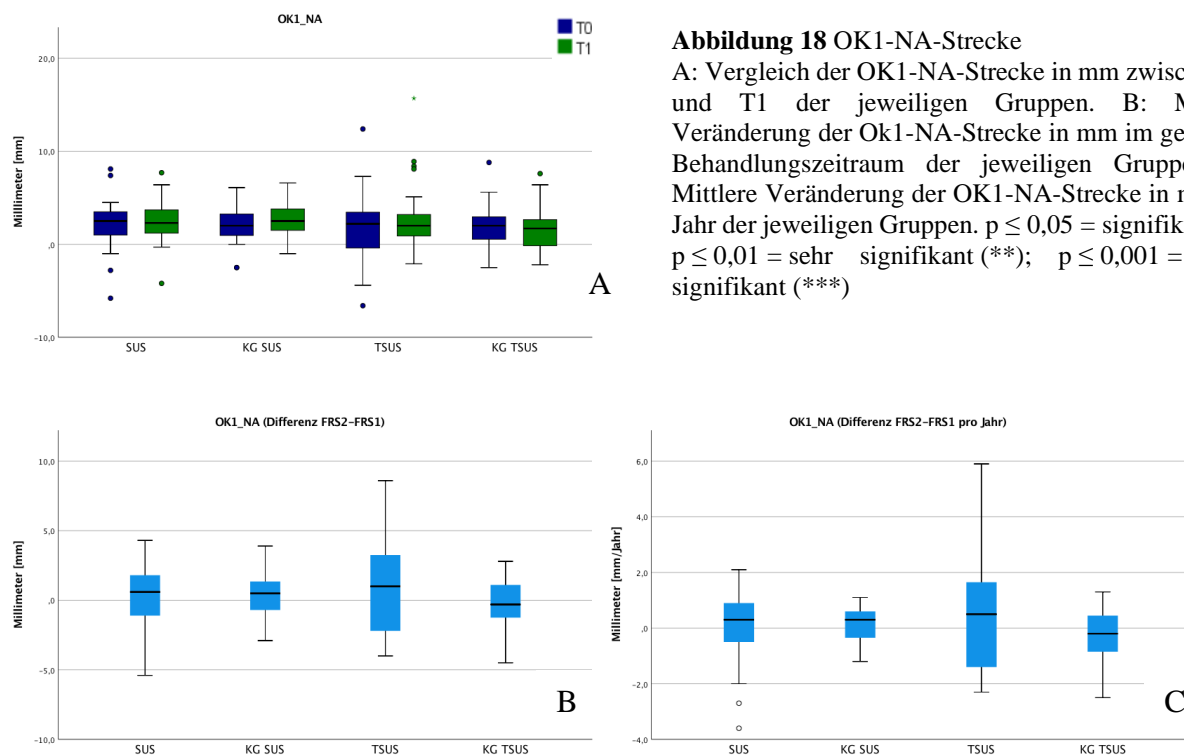 OK1_NA
T0
T1
Milllimeter [mm]
20,0
10,0
,0
-10,0
SUS
KG SUS
TSUS
KG TSUS
A
Abbildung 18 OK1-NA-Strecke
A: Vergleich der OK1-NA-Strecke in mm zwisc
und T1 der jeweiligen Gruppen. B: M
Veränderung der Ok1-NA-Strecke in mm im ge
Behandlungszeitraum der jeweiligen Gruppe
Mittlere Veränderung der OK1-NA-Strecke in m
Jahr der jeweiligen Gruppen. p ≤ 0,05 = signifik
p ≤ 0,01 = sehr signifikant (**); p ≤ 0,001 =
signifikant (***)
OK1_NA (Differenz FRS2-FRS1)
Millimeter [mm]
10,0
5,0
,0
-5,0
-10,0
SUS
KG SUS
TSUS
KG TSUS
B
OK1_NA (Differenz FRS2-FRS1 pro Jahr)
Millimeter [mm/Jahr]
6,0
4,0
2,0
,0
-2,0
-4,0
SUS
KG SUS
TSUS
KG TSUS
C